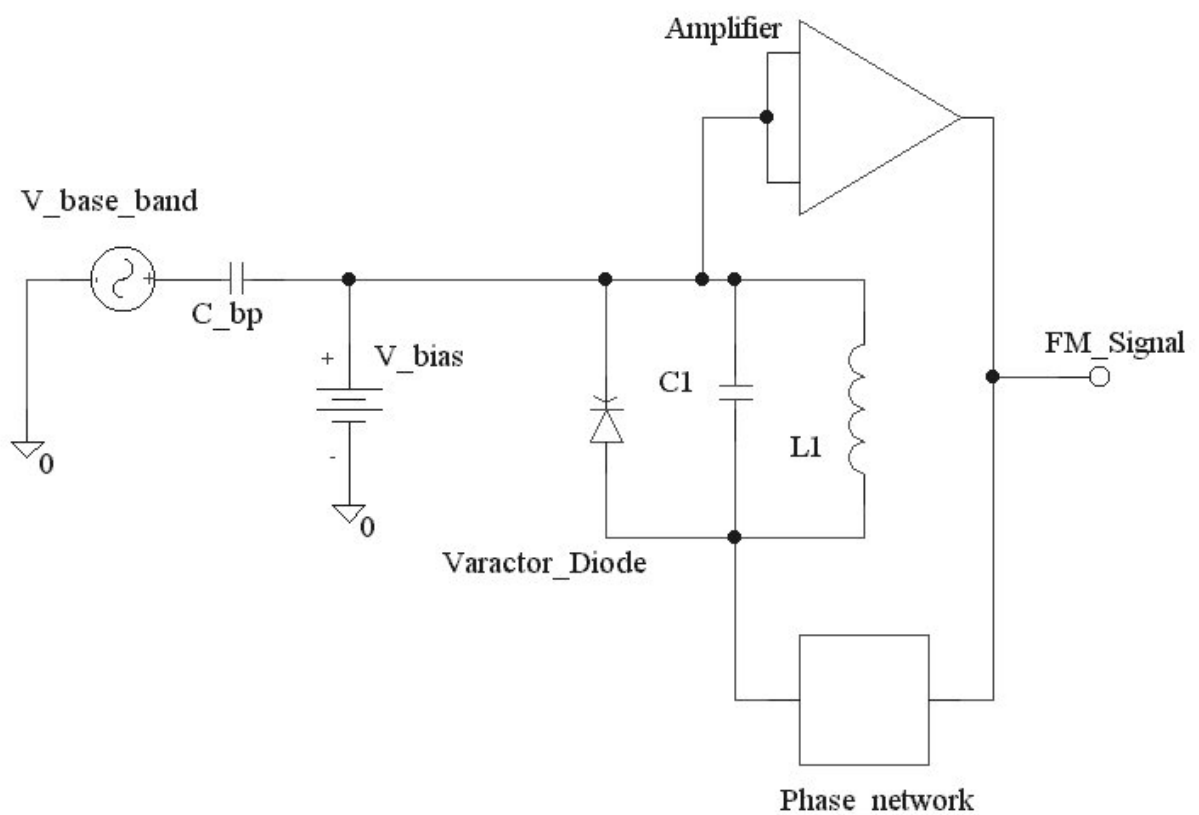 Amplifier
V_base_band
- +
C_bp
+
V_bias
-
0
0
C1
L1
FM_Signal
Varactor_Diode
Phase network